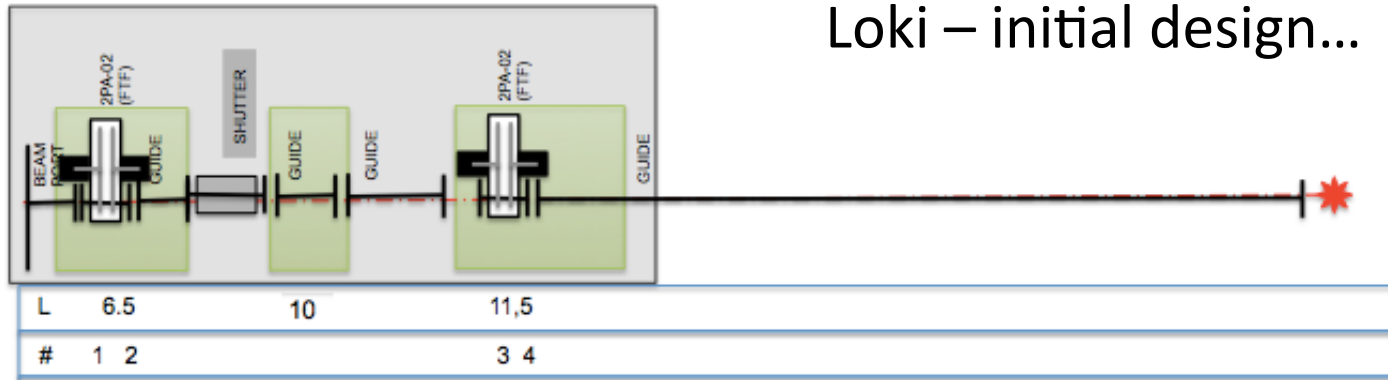 Loki – initial design...
2PA-02
(FTF)
SHUTTER
2PA-02
(FTF)
BEAM
PORT
GUIDE
GUIDE
GUIDE
GUIDE
L 6.5 10 11,5
# 1 2 3 4